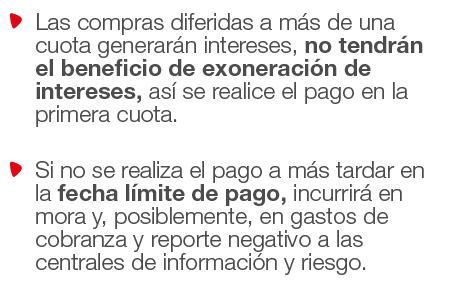 Las compras diferidas a más de una
cuota generarán intereses, no tendrán
el beneficio de exoneración de
intereses, así se realice el pago en la
primera cuota.
Si no se realiza el pago a más tardar en
la fecha límite de pago, incurrirá en
mora y, posiblemente, en gastos de
cobranza y reporte negativo a las
centrales de información y riesgo.